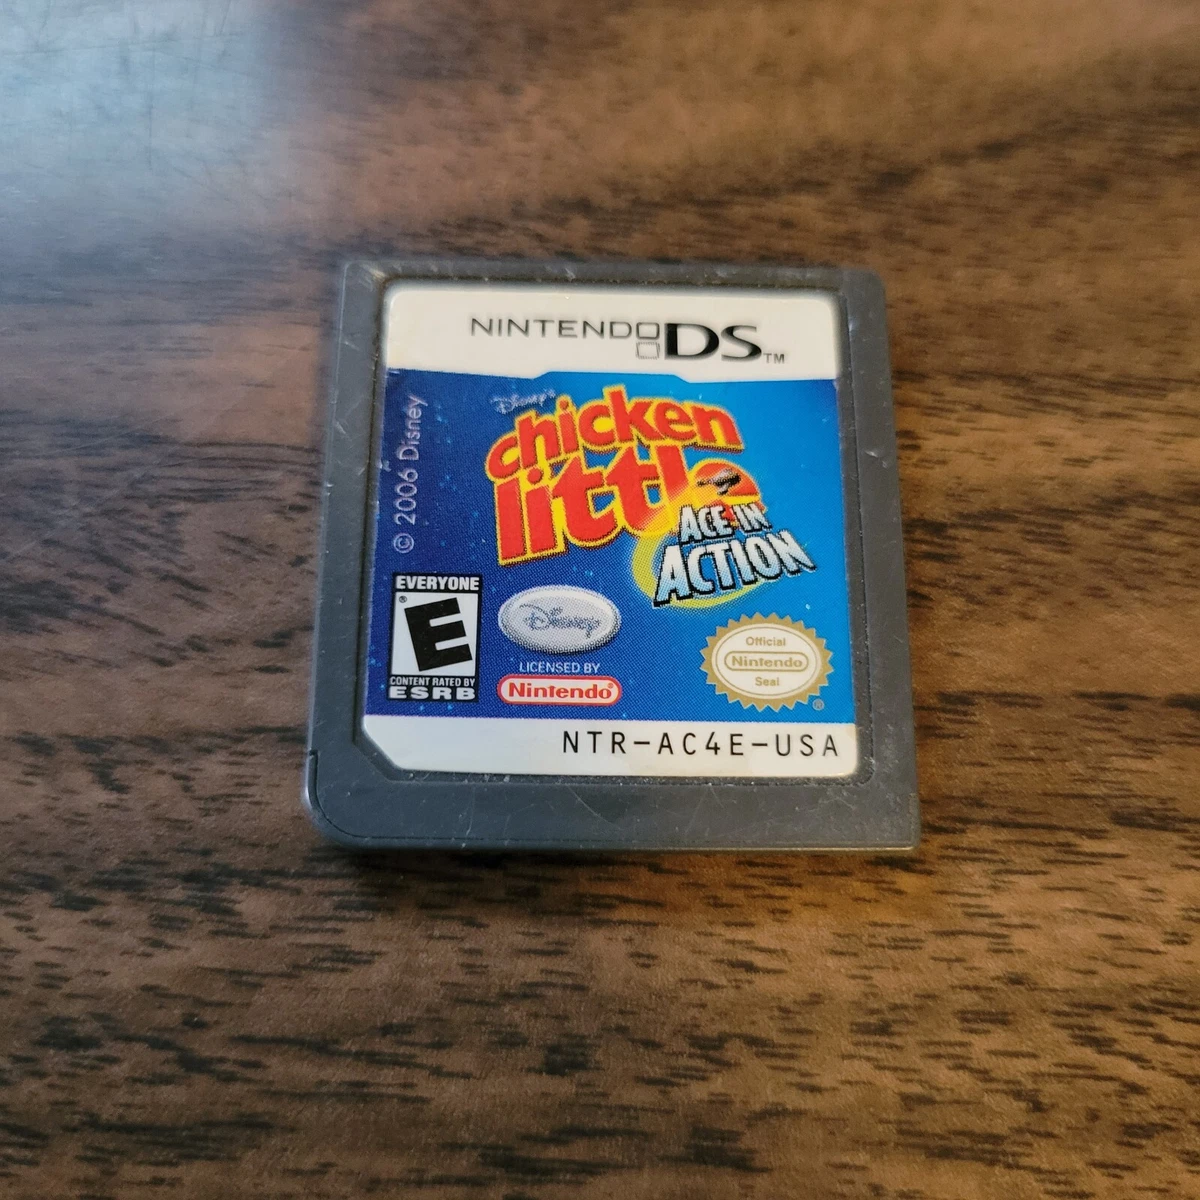 NINTENDO DS™
© 2006 Disney
Disney's
chicken
little
ACE IN
ACTION
EVERYONE
E
®
CONTENT RATED BY
ESRB
Disney
LICENSED BY
Nintendo®
Official
Nintendo
Seal
®
NTR-AC4E-USA